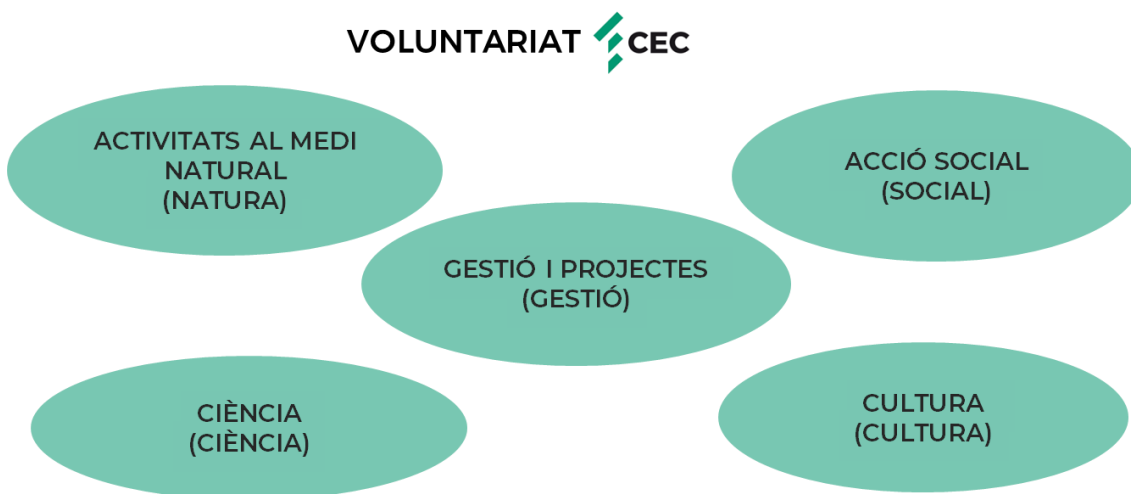 VOLUNTARIAT CEC
ACTIVITATS AL MEDI
NATURAL
(NATURA)
ACCIÓ SOCIAL
(SOCIAL)
GESTIÓ I PROJECTES
(GESTIÓ)
CIÈNCIA
(CIÈNCIA)
CULTURA
(CULTURA)